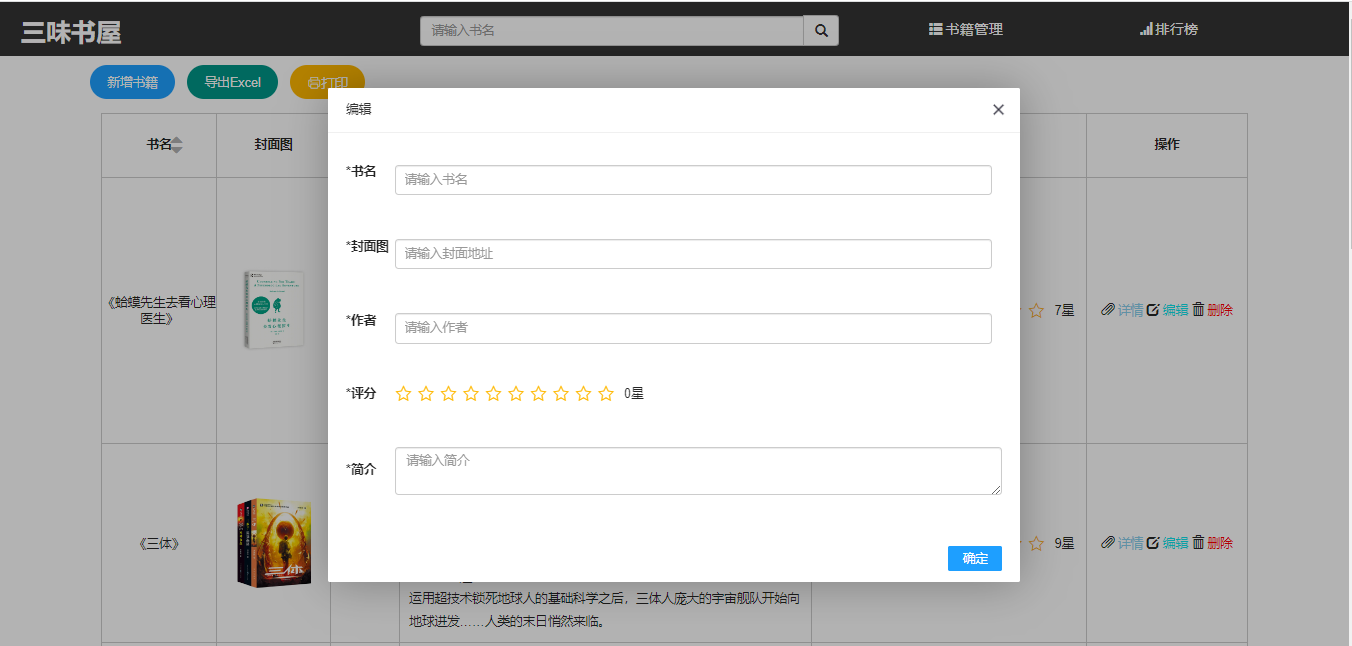 三味书屋
请输入书名
书籍管理
排行榜
新增书籍
导出Excel
打印
书名
封面图
操作
编辑
*书名
请输入书名
*封面图
请输入封面地址
*作者
请输入作者
*评分
0星
*简介
请输入简介
确定
《蛤蟆先生去看心理
医生》
7星
详情 编辑 删除
《三体》
三体
9星
详情 编辑 删除
运用超技术锁死地球人的基础科学之后，三体人庞大的宇宙舰队开始向
地球进发……人类的末日悄然来临。